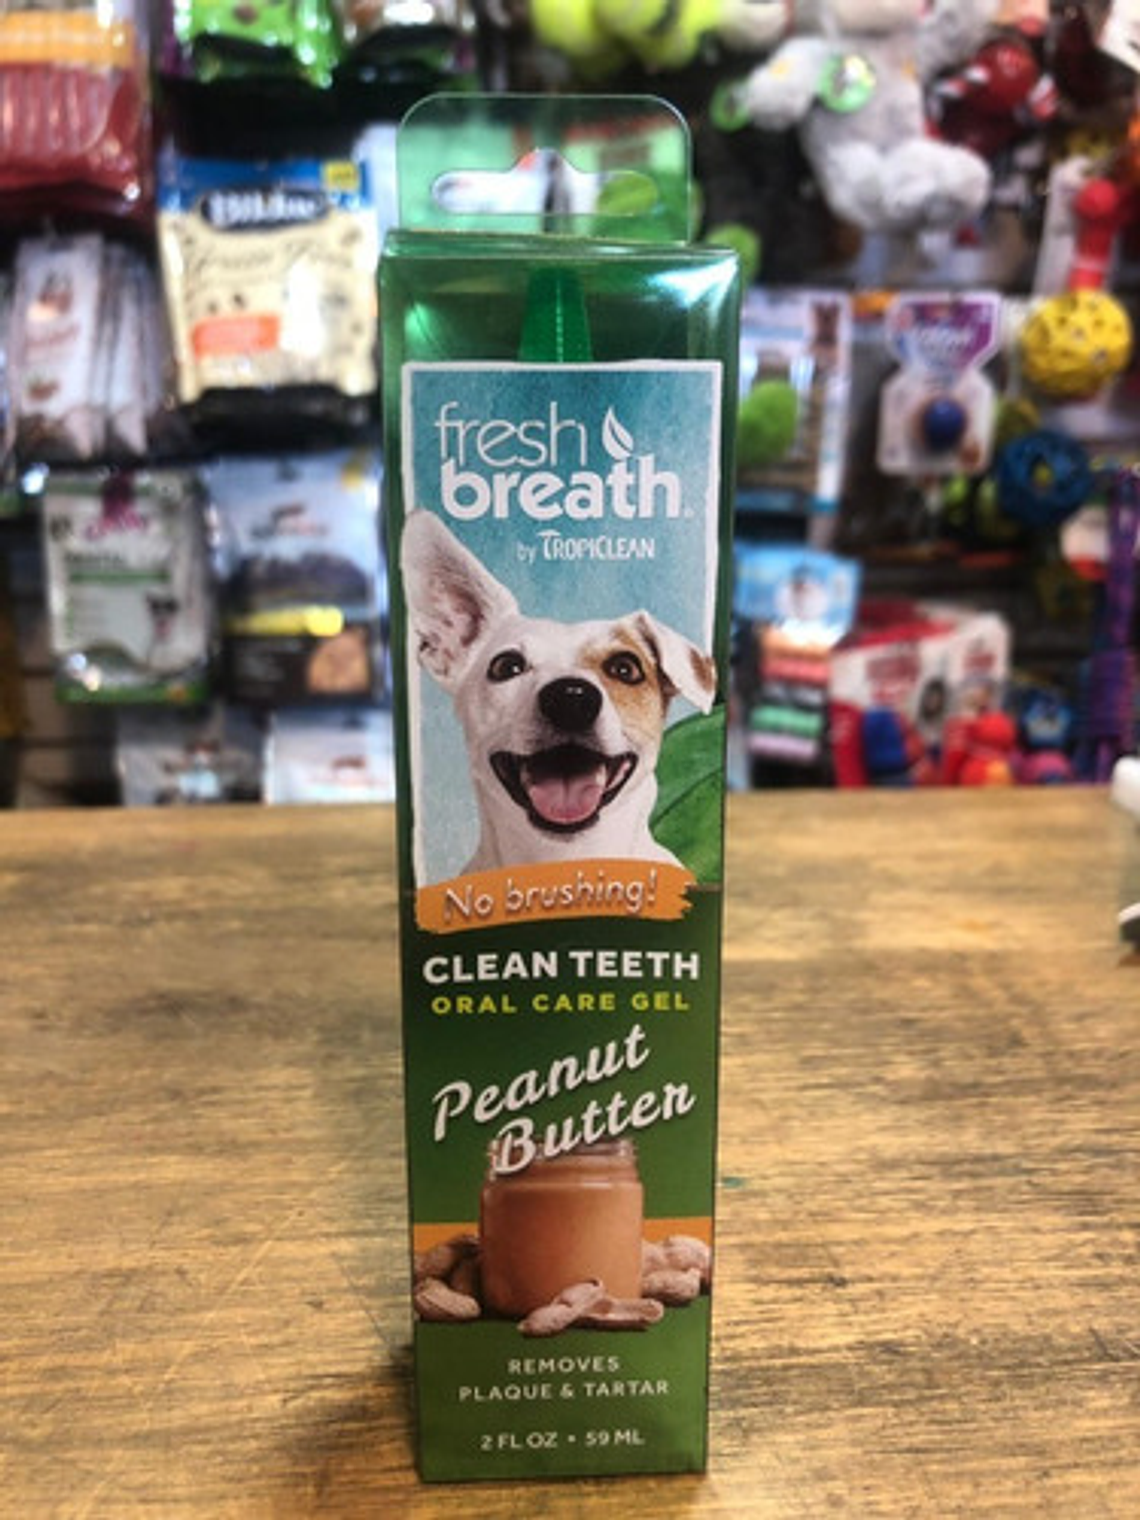 fresh
breath
by TROPICLEAN
No brushing!
CLEAN TEETH
ORAL CARE GEL
Peanut
Butter
REMOVES
PLAQUE & TARTAR
2 FL OZ • 59 ML